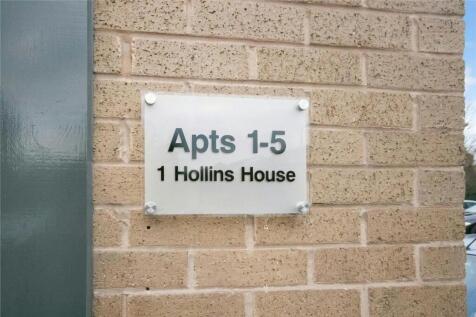 Apts 1-5
1 Hollins House